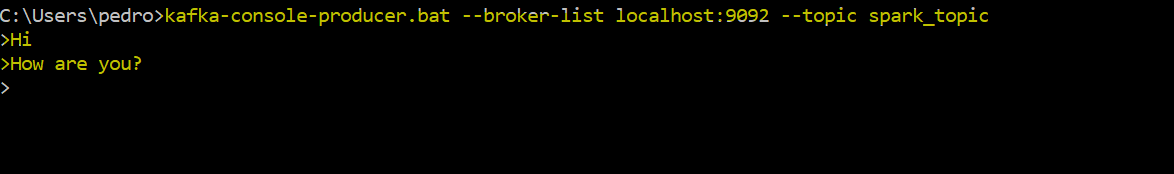 C:\Users\pedro>kafka-console-producer.bat --broker-list localhost:9092 --topic spark_topic
>Hi
>How are you?
>